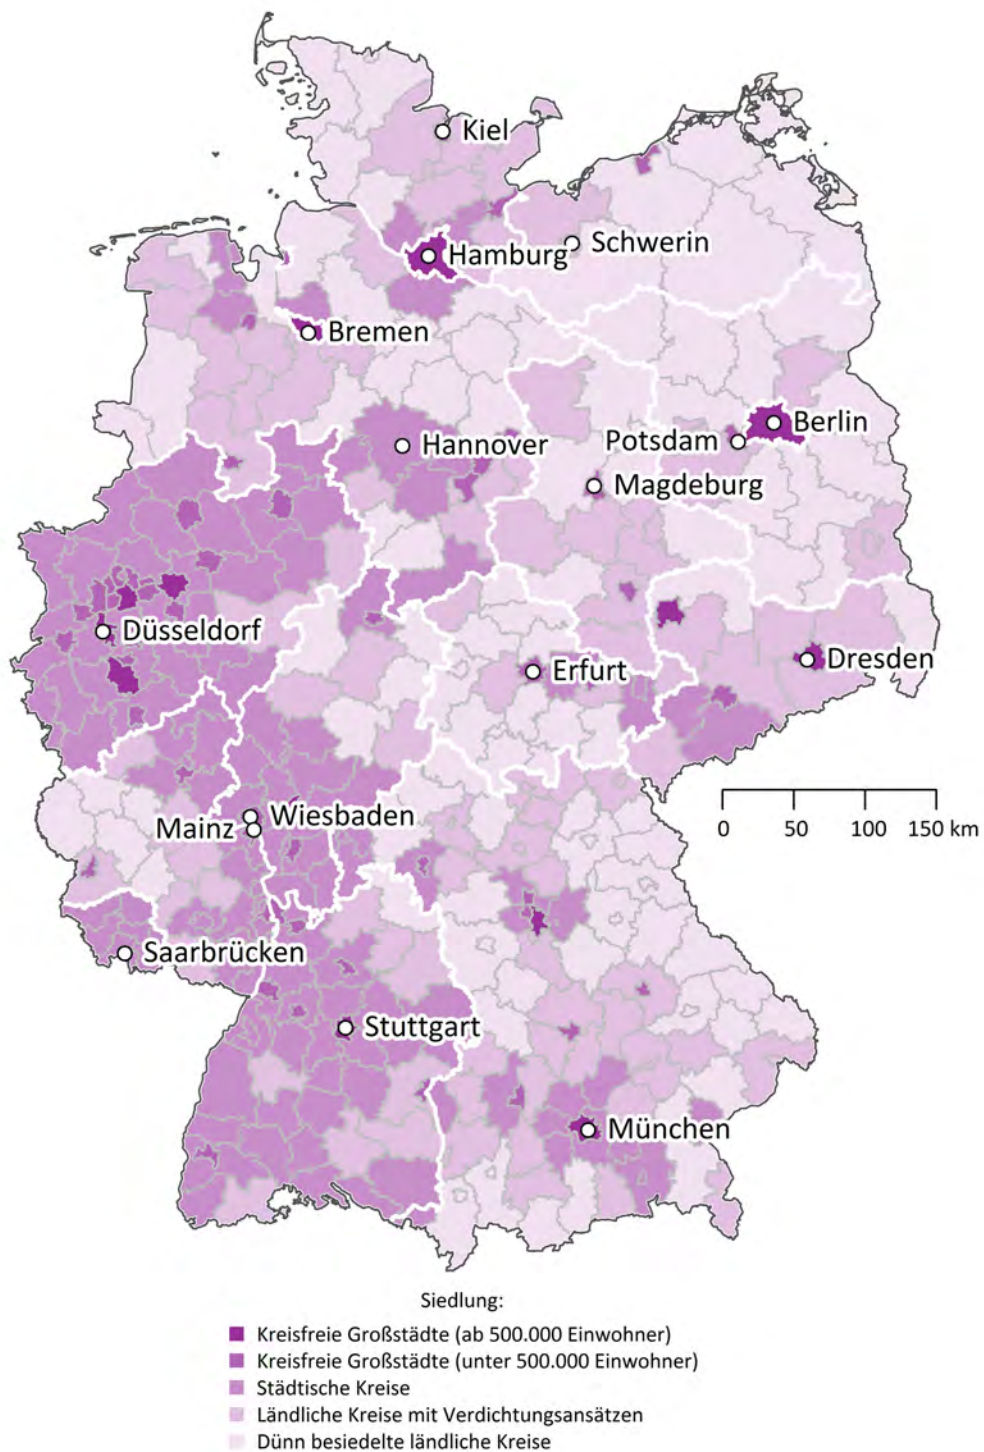 Kiel
Schwerin
Hamburg
Bremen
Berlin
Hannover
Potsdam
Magdeburg
Düsseldorf
Erfurt
Dresden
0 50 100 150 km
Wiesbaden
Mainz
Saarbrücken
Stuttgart
München
Siedlung:
Kreisfreie Großstädte (ab 500.000 Einwohner)
Kreisfreie Großstädte (unter 500.000 Einwohner)
Städtische Kreise
Ländliche Kreise mit Verdichtungsansätzen
Dünn besiedelte ländliche Kreise